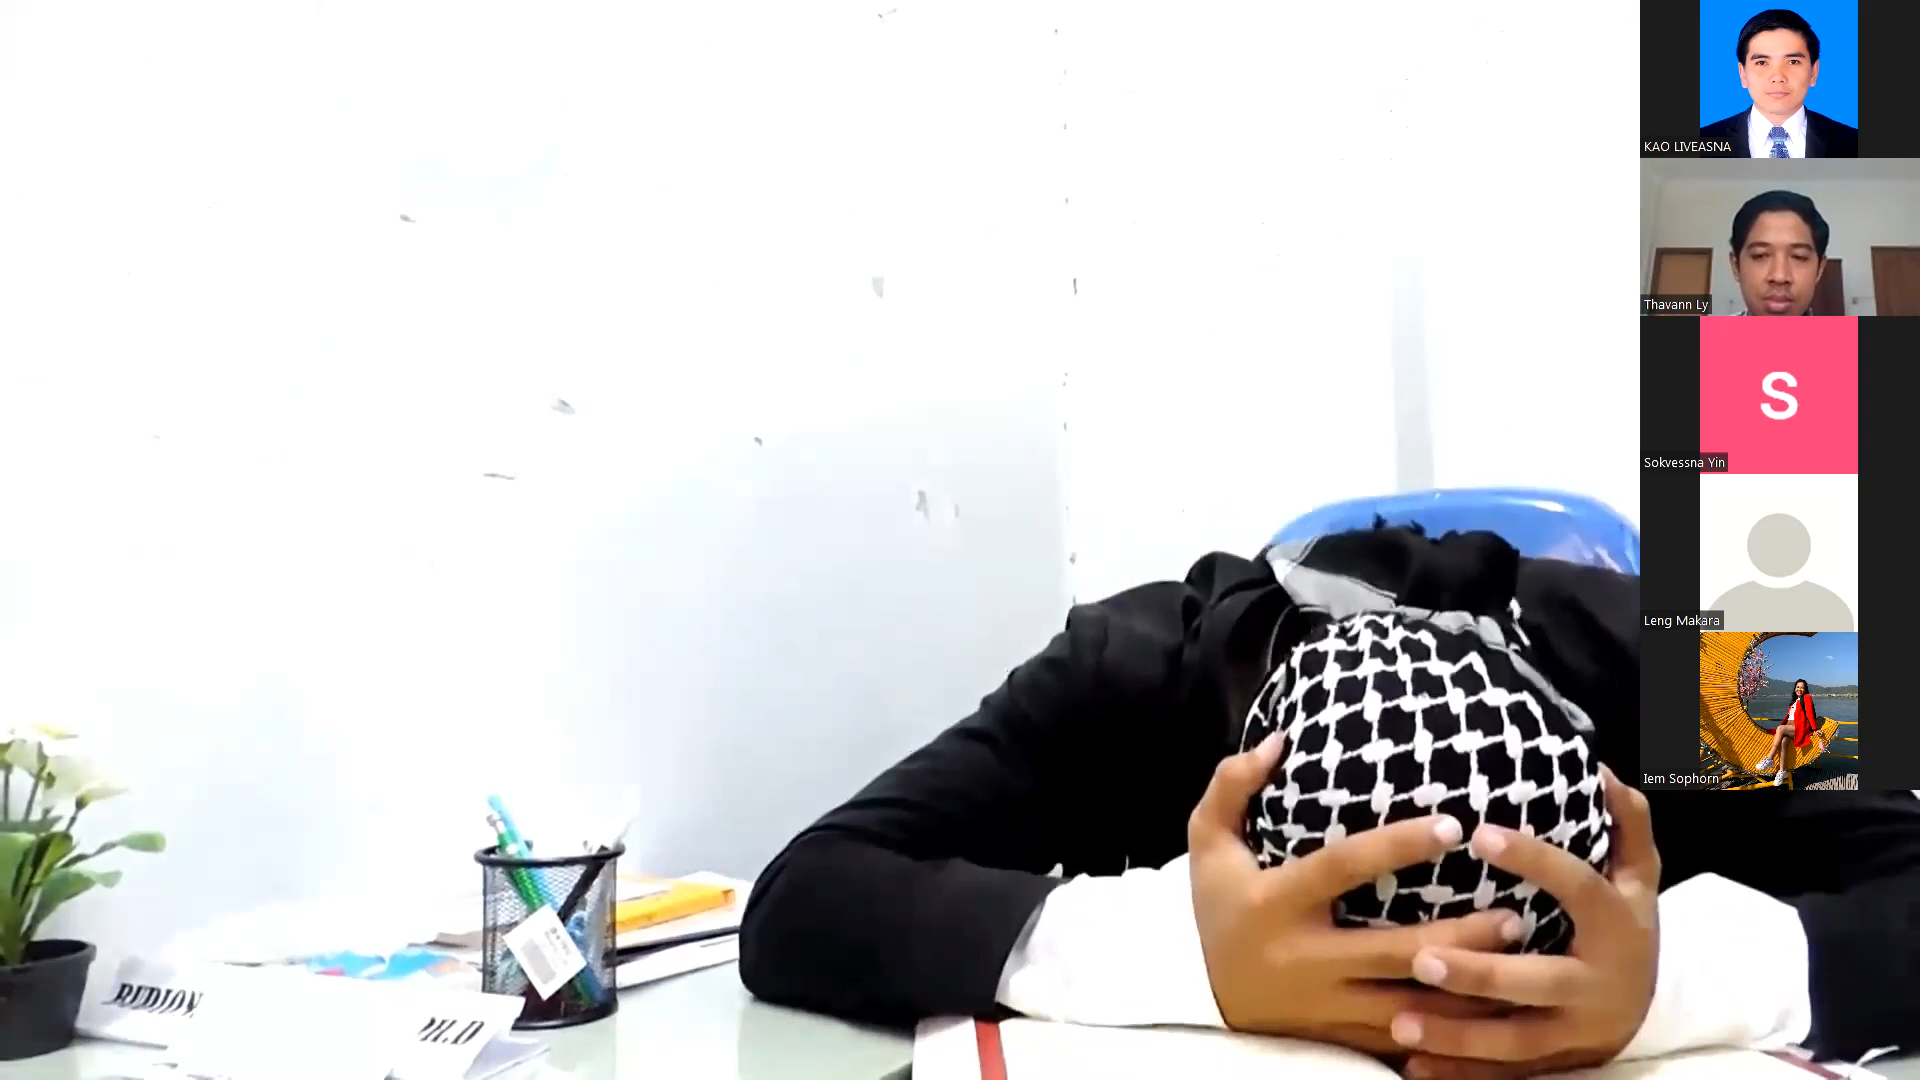 KAO LIVEASNA
Thavann Ly
S
Sokvessna Yin
Leng Makara
Iem Sophorn